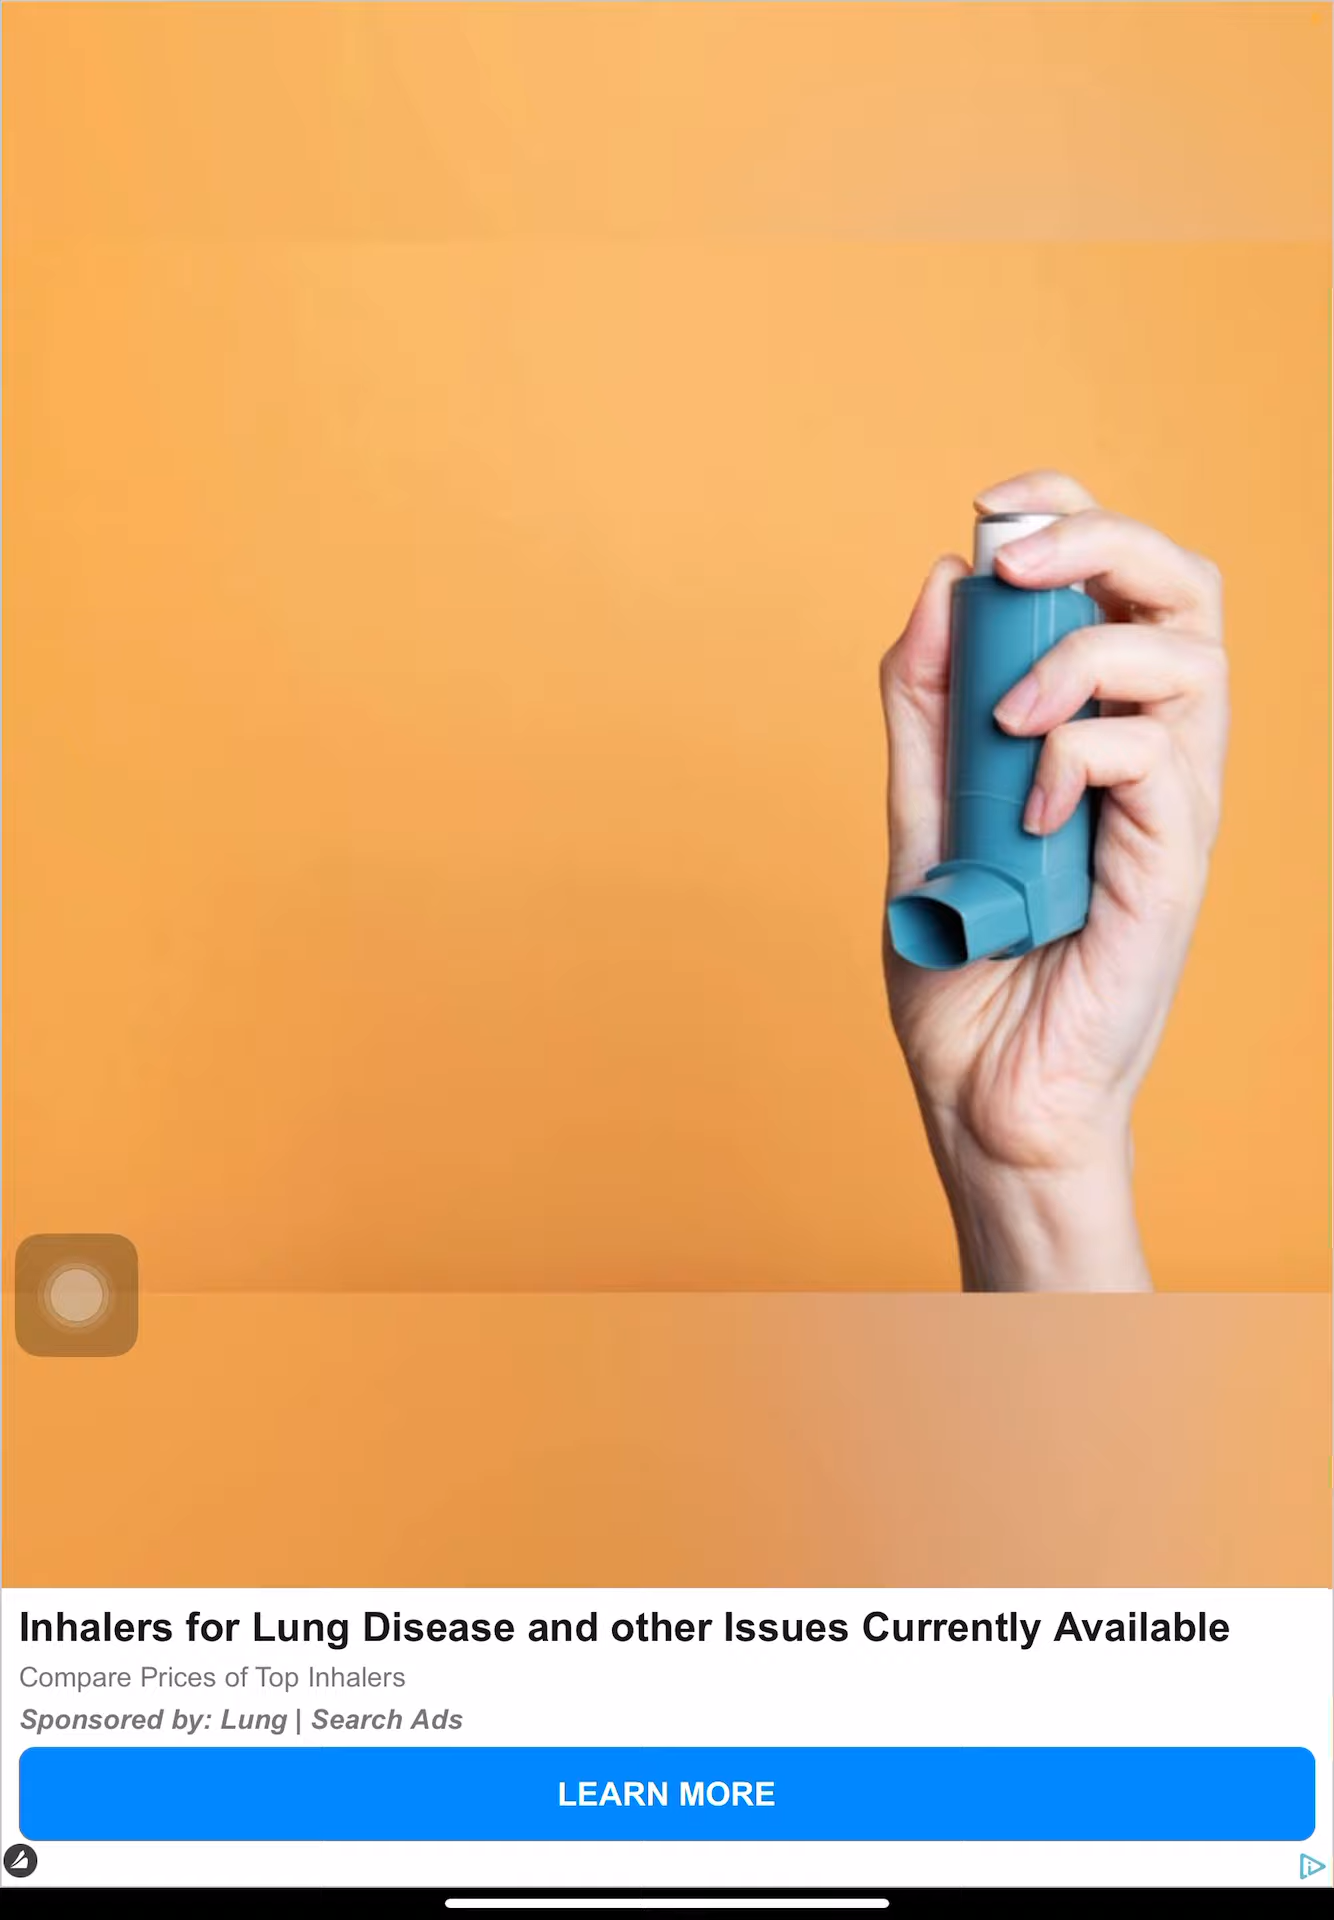 Inhalers for Lung Disease and other Issues Currently Available
Compare Prices of Top Inhalers
Sponsored by: Lung | Search Ads
LEARN MORE